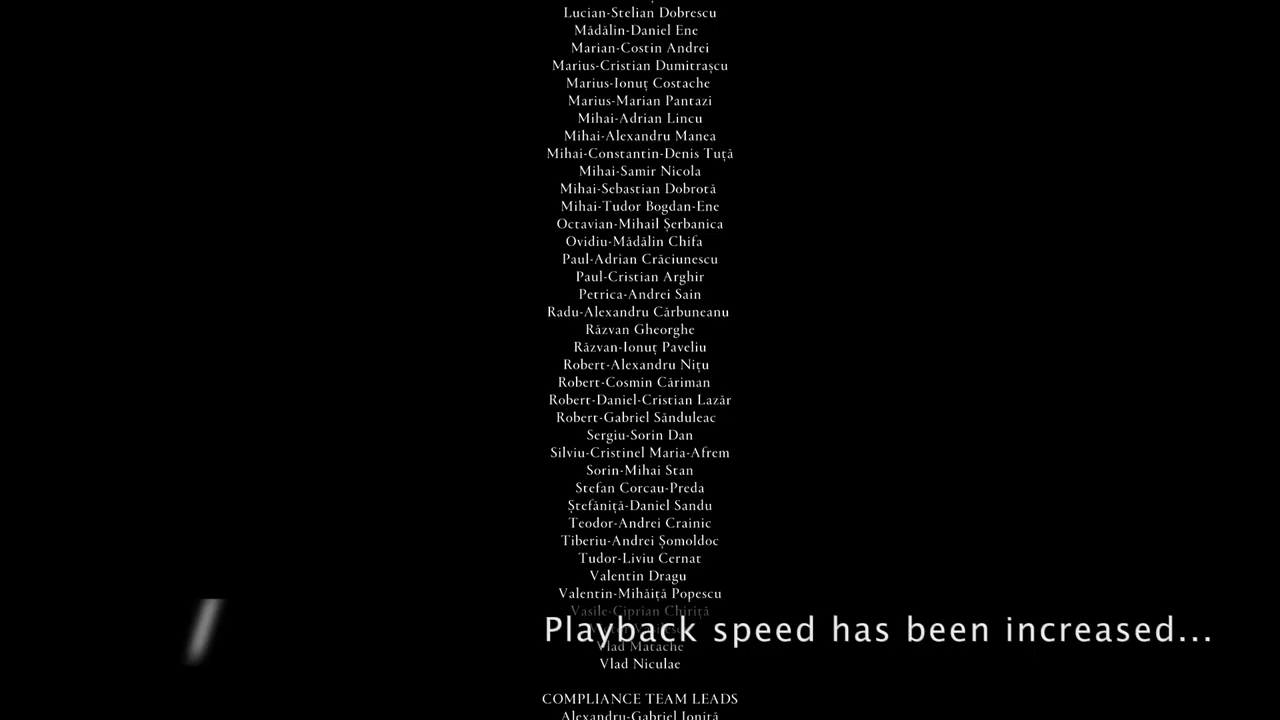 Lucian-Stelian Dobrescu
Mădălin-Daniel Ene
Marian-Costin Andrei
Marius-Cristian Dumitrașcu
Marius-Ionuț Costache
Marius-Marian Pantazi
Mihai-Adrian Lincu
Mihai-Alexandru Manea
Mihai-Constantin-Denis Tuță
Mihai-Samir Nicola
Mihai-Sebastian Dobrotă
Mihai-Tudor Bogdan-Ene
Octavian-Mihail Șerbanica
Ovidiu-Mădălin Chifa
Paul-Adrian Crăciunescu
Paul-Cristian Arghir
Petrica-Andrei Sain
Radu-Alexandru Cărbuneanu
Răzvan Gheorghe
Răzvan-Ionuț Paveliu
Robert-Alexandru Nițu
Robert-Cosmin Căriman
Robert-Daniel-Cristian Lazăr
Robert-Gabriel Sănduleac
Sergiu-Sorin Dan
Silviu-Cristinel Maria-Afrem
Sorin-Mihai Stan
Stefan Corcau-Preda
Ștefăniță-Daniel Sandu
Teodor-Andrei Crainic
Tiberiu-Andrei Șomoldoc
Tudor-Liviu Cernat
Valentin Dragu
Valentin-Mihăiță Popescu
Vasile-Ciprian Chiriță
Playback speed has been increased...
Vlad Matache
Vlad Niculae
COMPLIANCE TEAM LEADS
Alexandru-Gabriel Ioniță